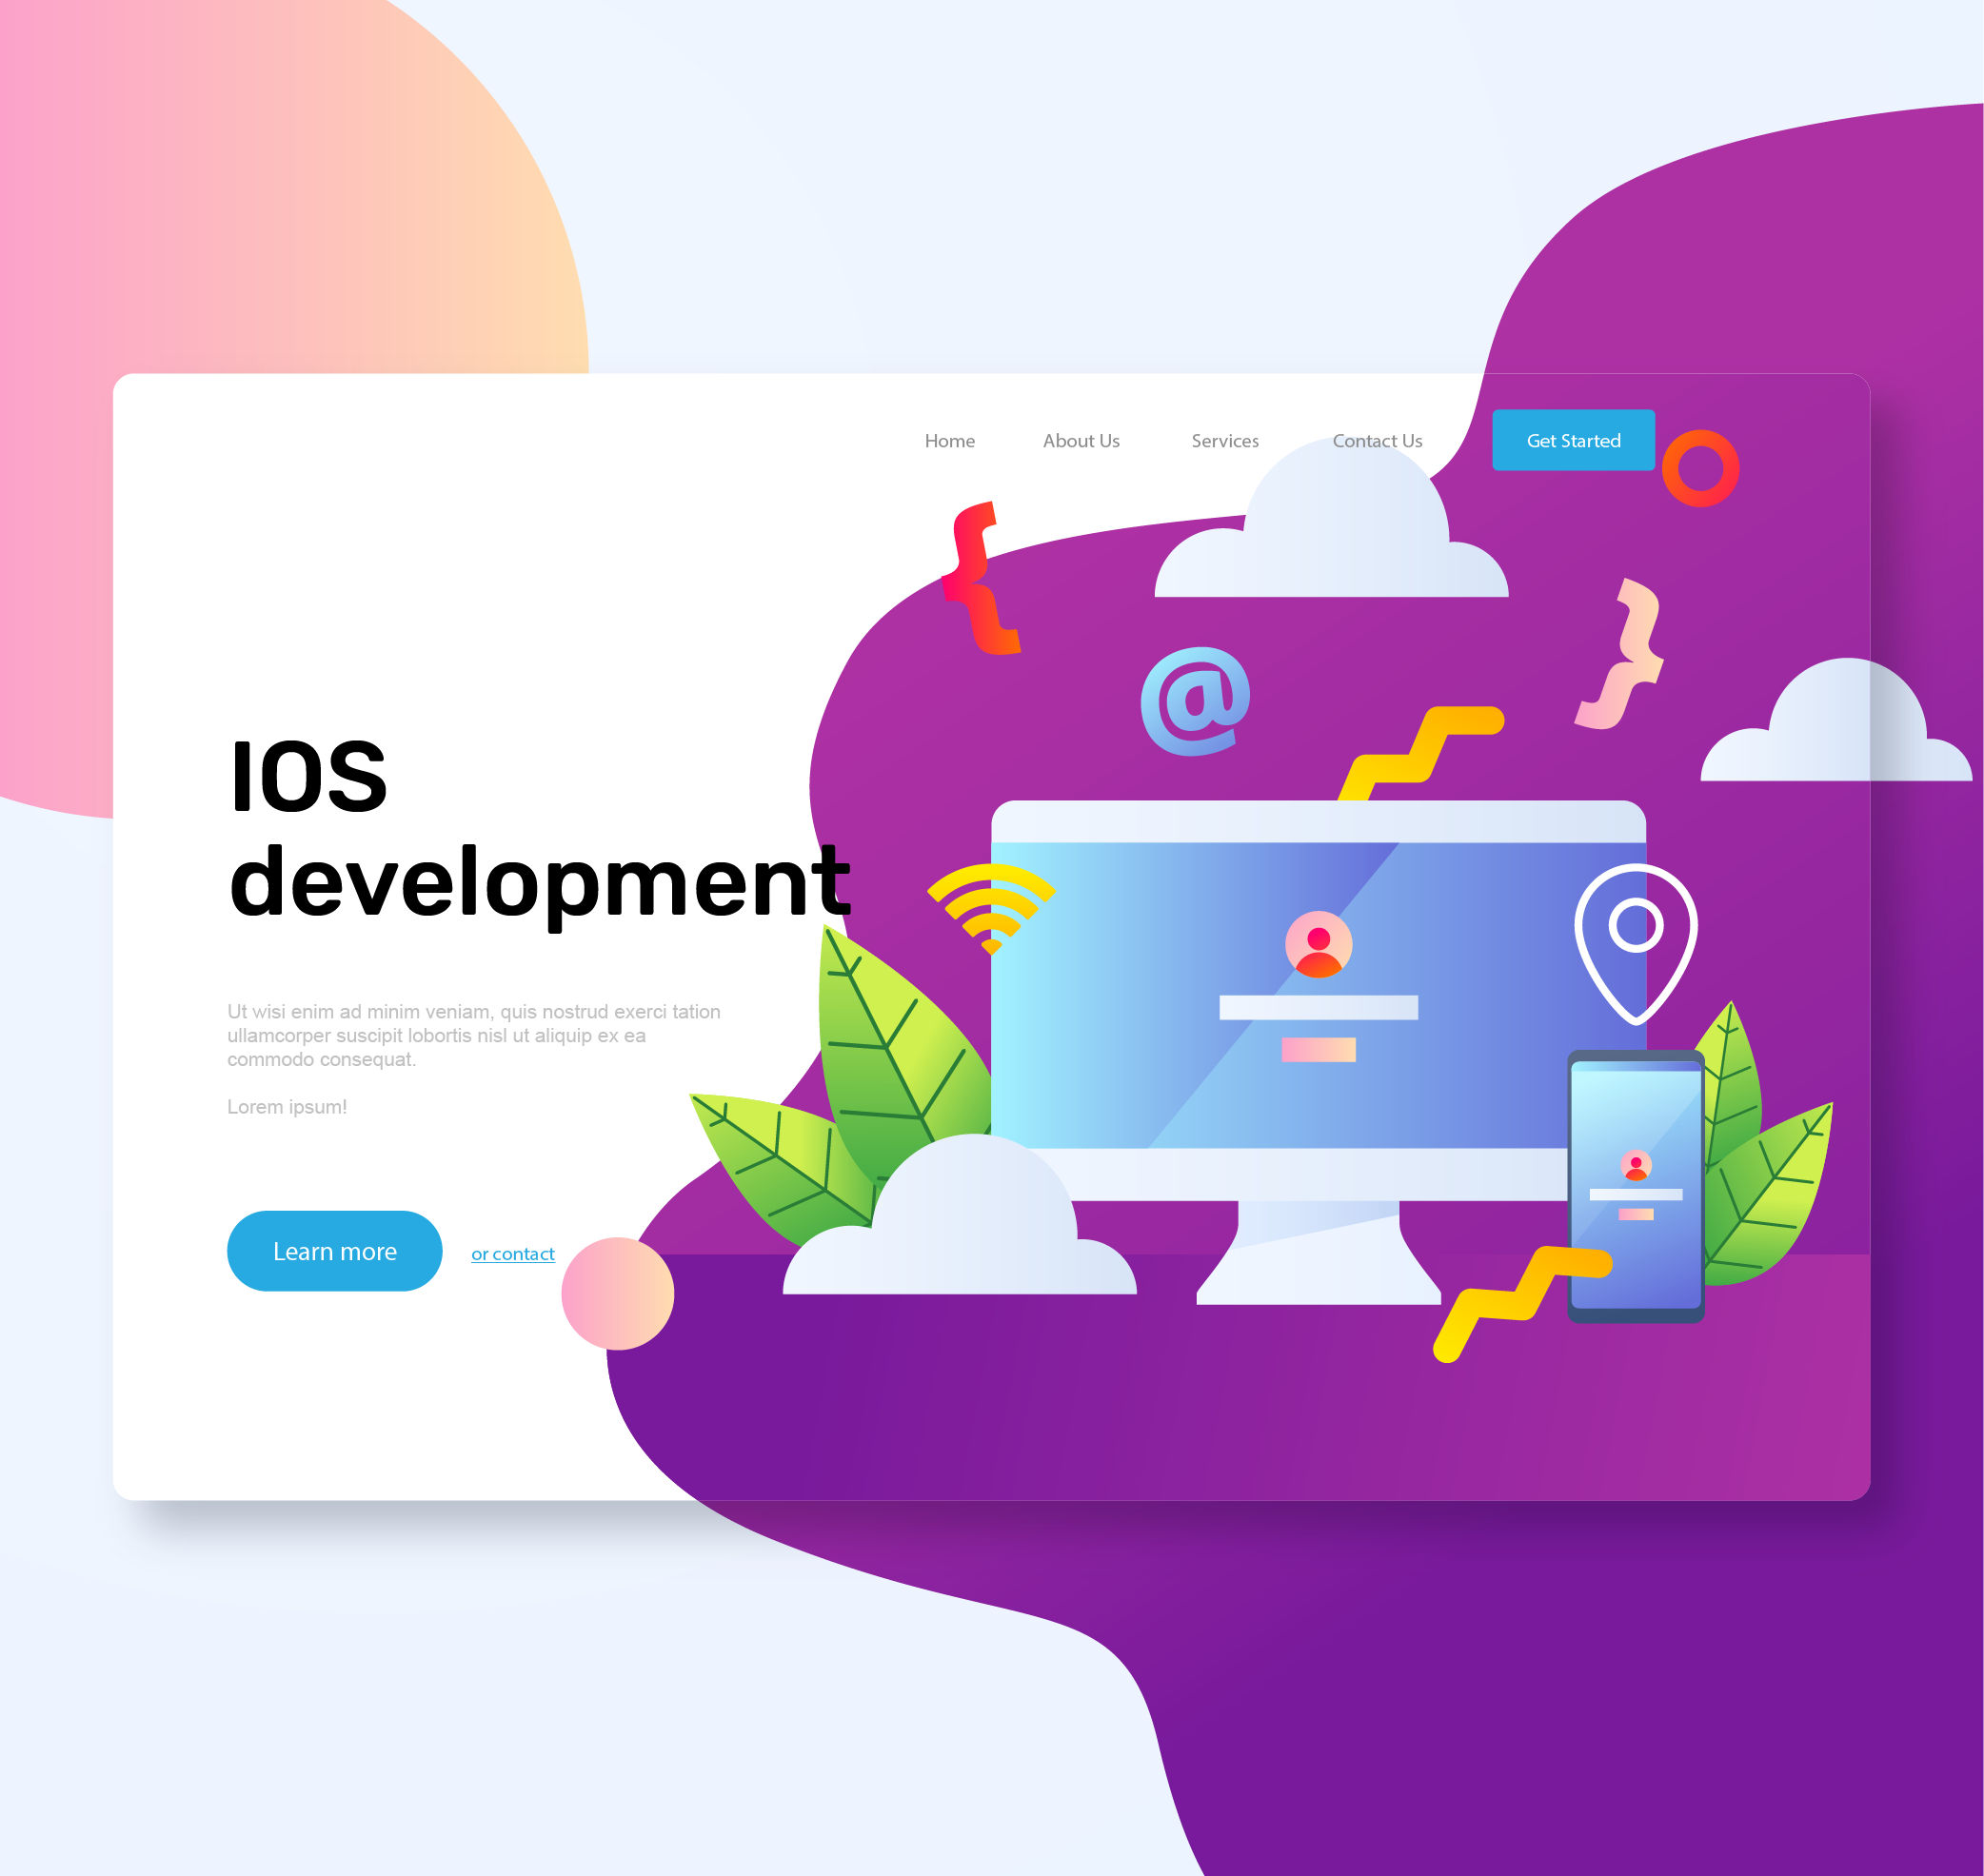 Home
About Us
Services
Contact Us
Get Started
{
}
@
IOS
development
Ut wisi enim ad minim veniam, quis nostrud exerci tation
ullamcorper suscipit lobortis nisl ut aliquip ex ea
commodo consequat.
Lorem ipsum!
Learn more
or contact